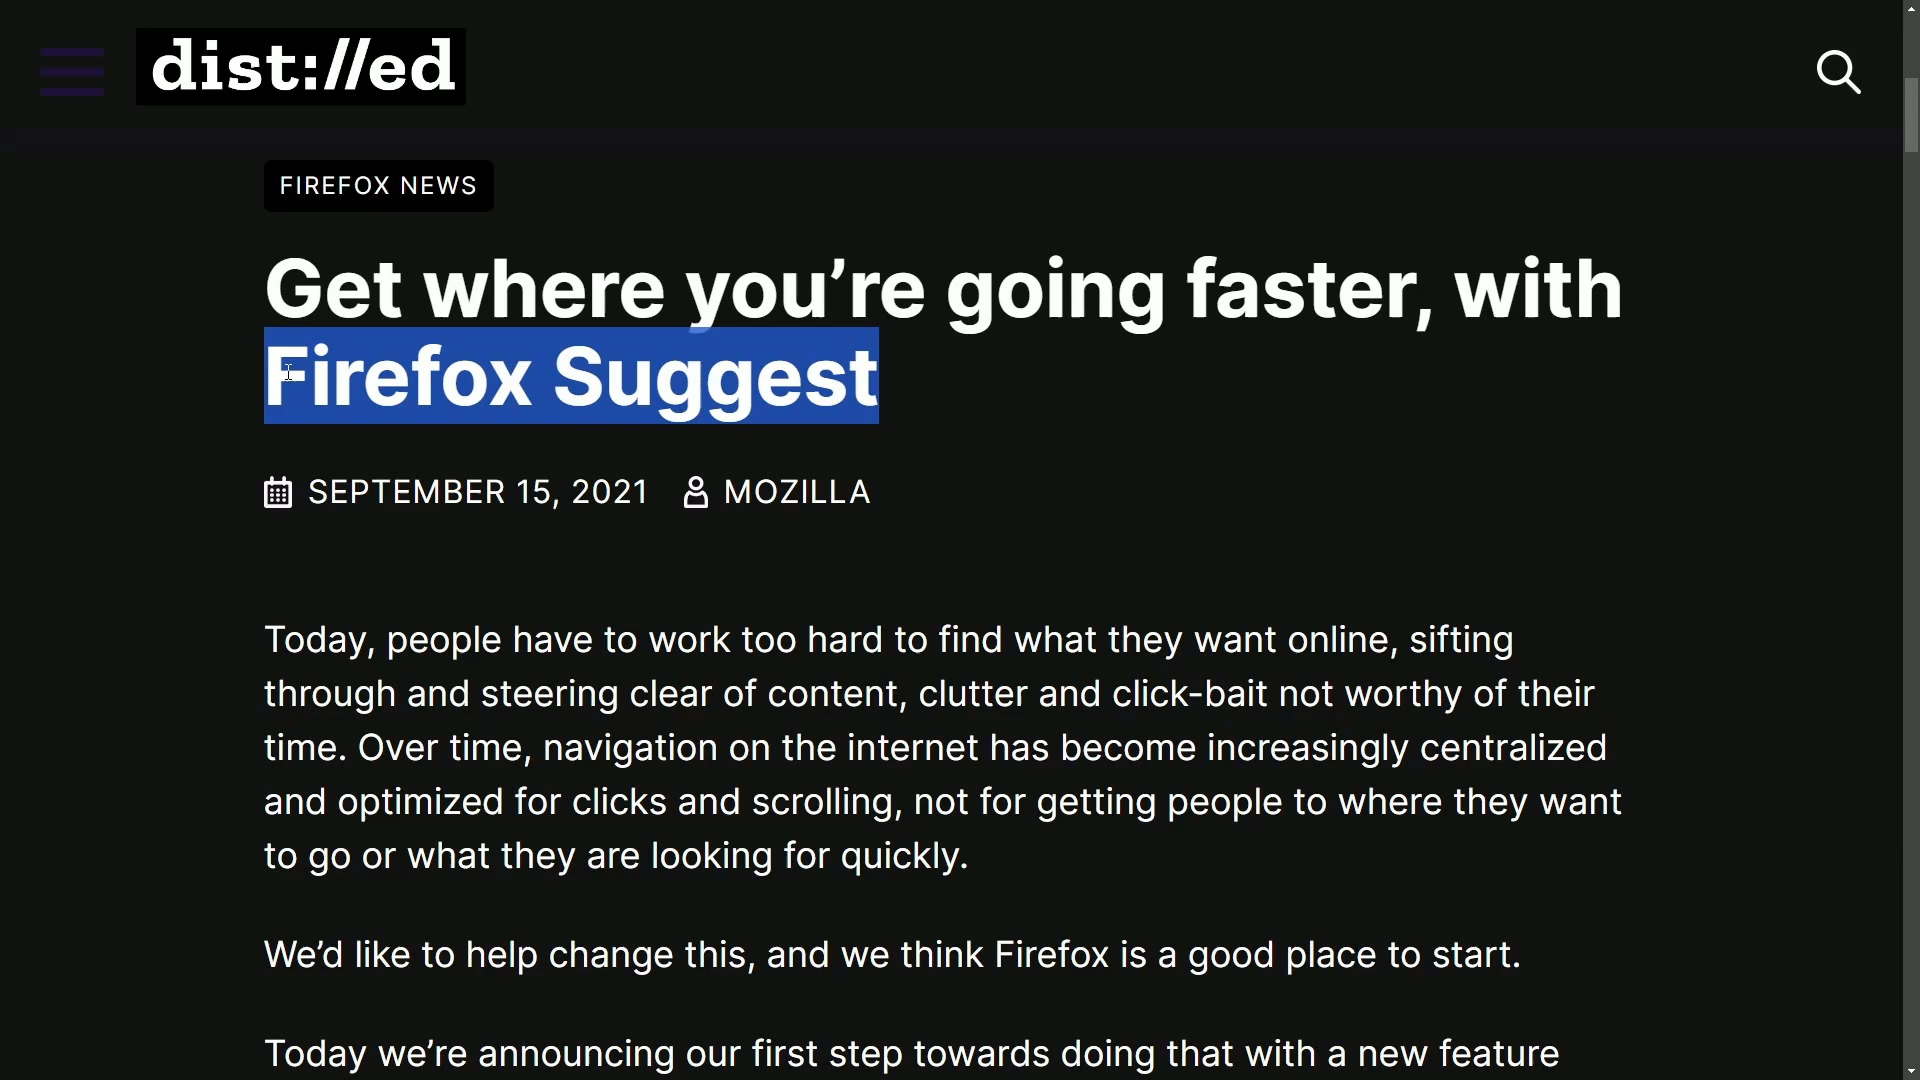 dist://ed
FIREFOX NEWS
Get where you’re going faster, with
Firefox Suggest
SEPTEMBER 15, 2021 MOZILLA
Today, people have to work too hard to find what they want online, sifting
through and steering clear of content, clutter and click-bait not worthy of their
time. Over time, navigation on the internet has become increasingly centralized
and optimized for clicks and scrolling, not for getting people to where they want
to go or what they are looking for quickly.
We’d like to help change this, and we think Firefox is a good place to start.
Today we’re announcing our first step towards doing that with a new feature